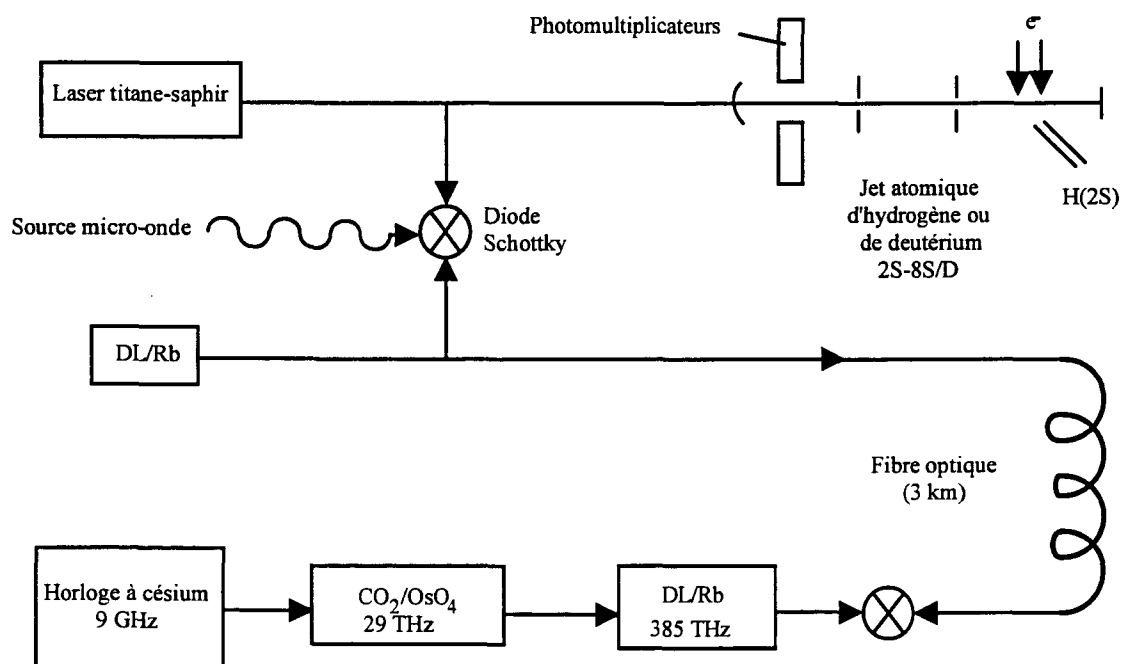 Photomultiplicateurs
e-
Laser titane-saphir
H(2S)
Jet atomique
d'hydrogène ou
de deutérium
2S-8S/D
Source micro-onde
Diode
Schottky
DL/Rb
Fibre optique
(3 km)
Horloge à césium
9 GHz
CO2/OsO4
29 THz
DL/Rb
385 THz